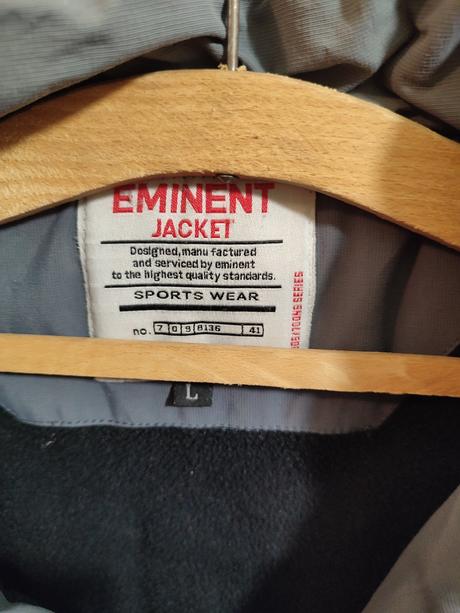 EMINENT
JACKET
Dosigned,manu factured
and serviced by eminent
to the highest quality standards.
SPORTS WEAR
no. 7 0 9 8136 41
L